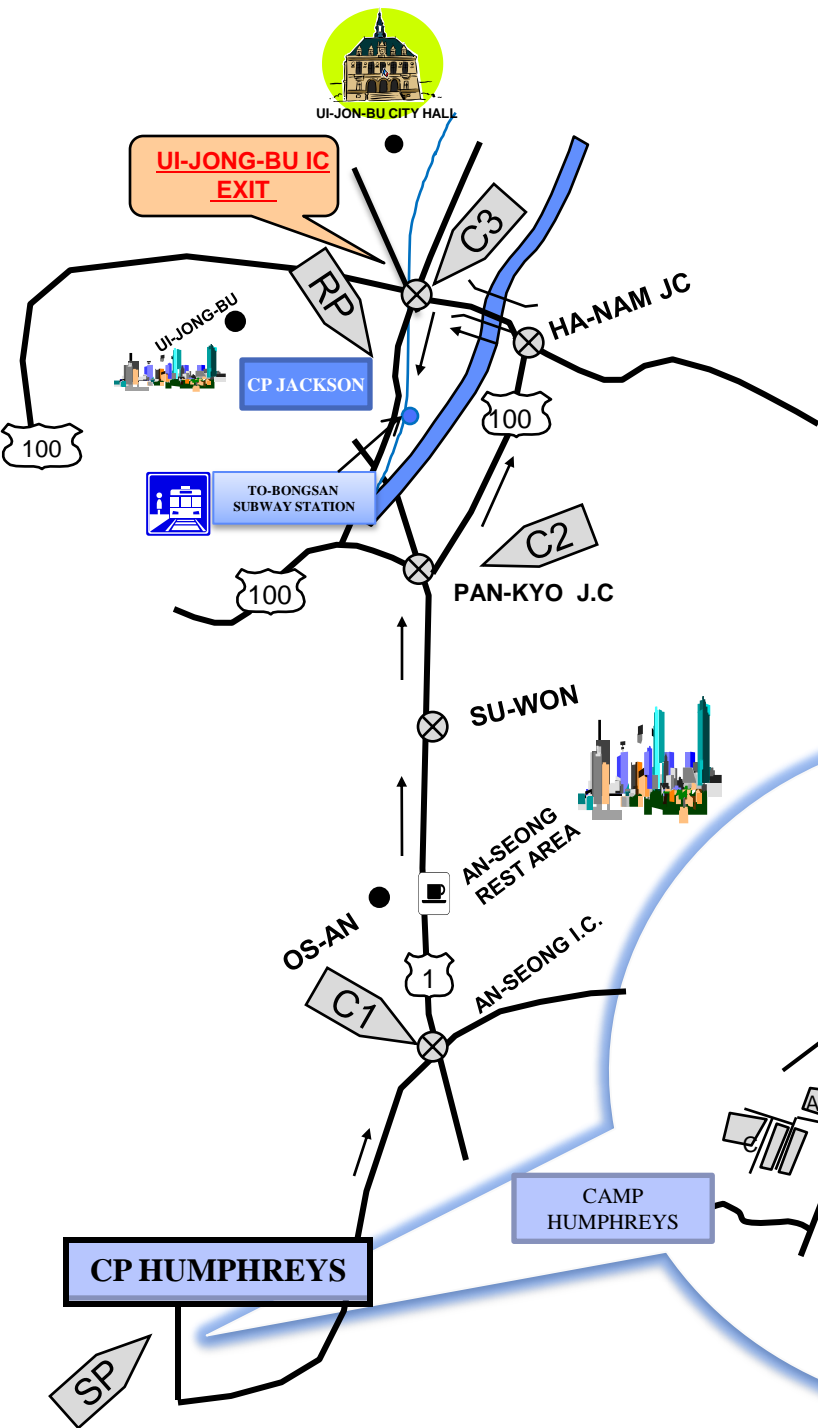 UI-JON-BU CITY HALL
UI-JONG-BU IC
EXIT
C3
RP
HA-NAM JC
UI-JONG-BU
CP JACKSON
100
100
TO-BONGSAN
SUBWAY STATION
C2
100
PAN-KYO J.C
SU-WON
AN-SEONG
REST AREA
OS-AN
AN-SEONG I.C.
1
C1
A
C
CAMP
HUMPHREYS
CP HUMPHREYS
SP